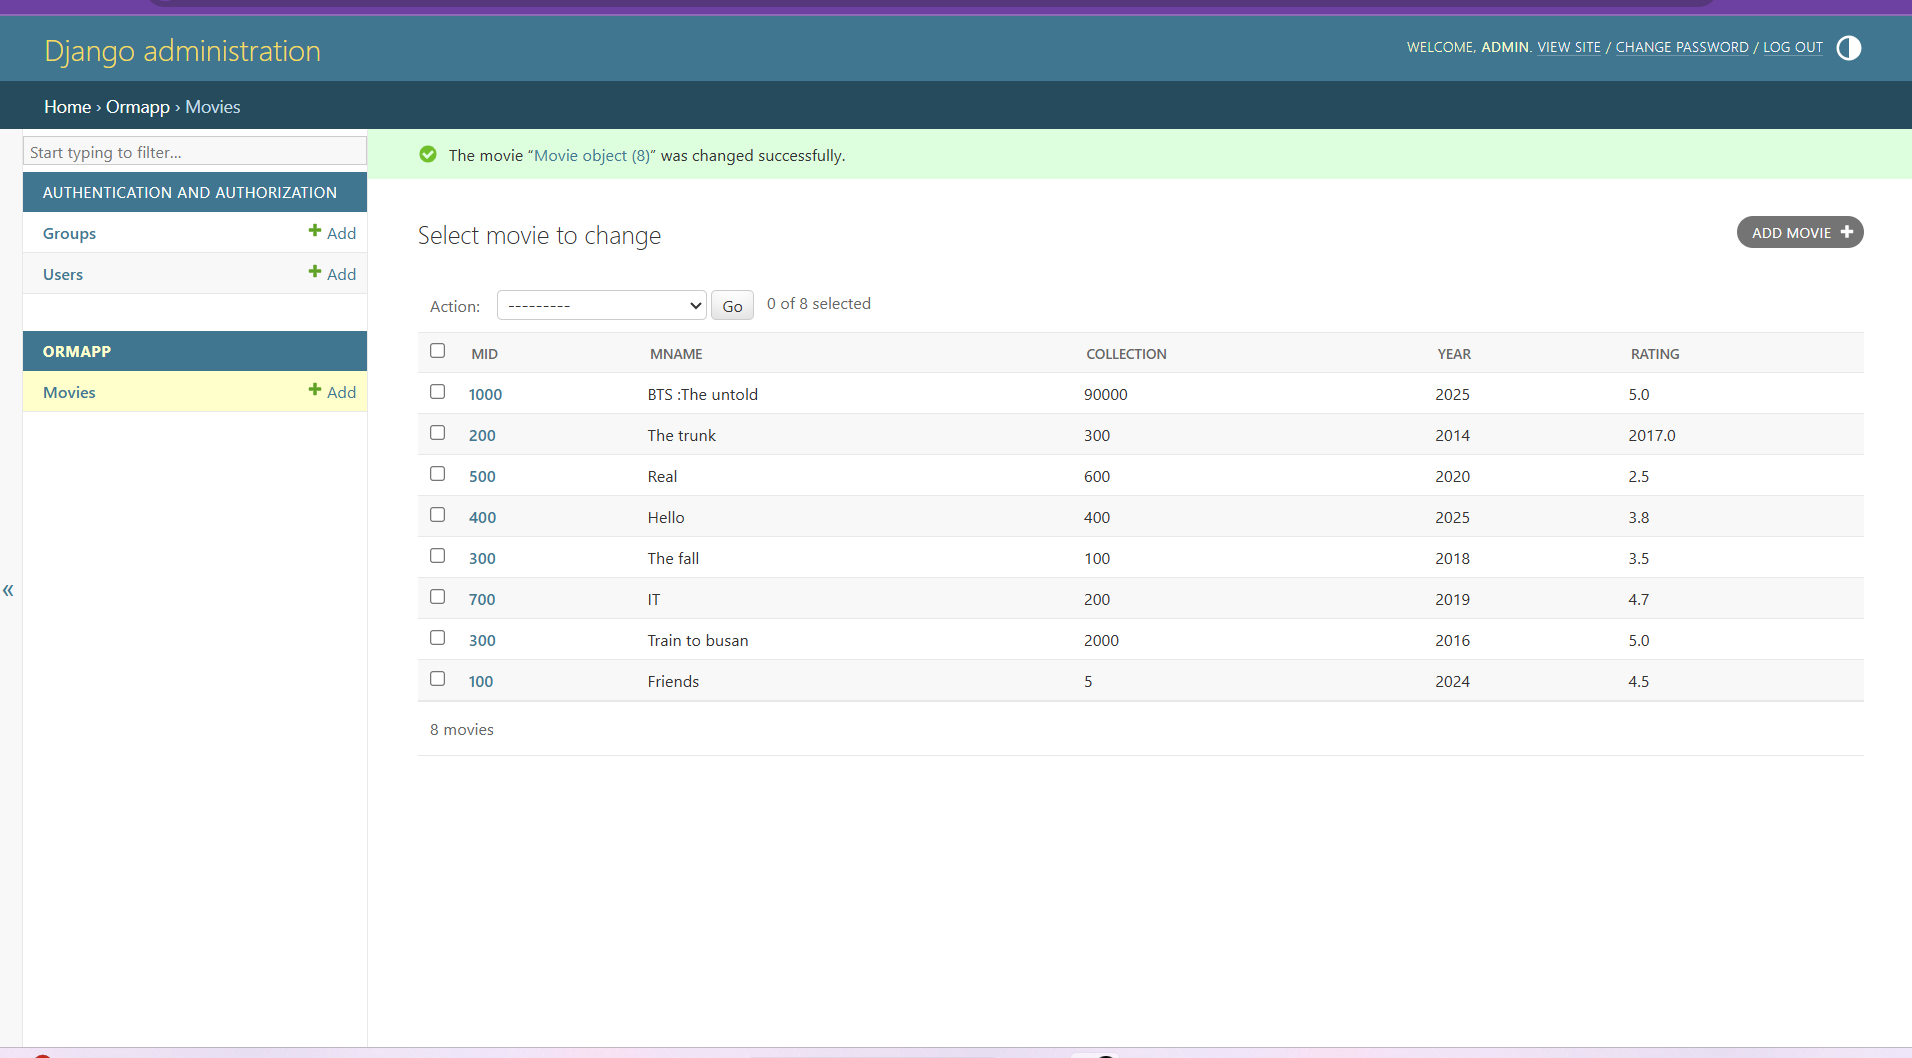 Django administration
WELCOME, ADMIN. VIEW SITE / CHANGE PASSWORD / LOG OUT
Home › Ormapp › Movies
Start typing to filter...
AUTHENTICATION AND AUTHORIZATION
Groups + Add
Users + Add
ORMAPP
Movies + Add
«
The movie “Movie object (8)” was changed successfully.
Select movie to change
ADD MOVIE +
Action: --------- Go 0 of 8 selected
MID MNAME COLLECTION YEAR RATING
1000 BTS :The untold 90000 2025 5.0
200 The trunk 300 2014 2017.0
500 Real 600 2020 2.5
400 Hello 400 2025 3.8
300 The fall 100 2018 3.5
700 IT 200 2019 4.7
300 Train to busan 2000 2016 5.0
100 Friends 5 2024 4.5
8 movies